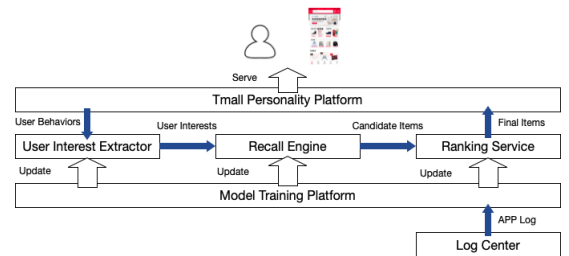 Serve
Tmall Personality Platform
User Behaviors
User Interests
Candidate Items
Final Items
User Interest Extractor
Recall Engine
Ranking Service
Update
Update
Update
Model Training Platform
APP Log
Log Center